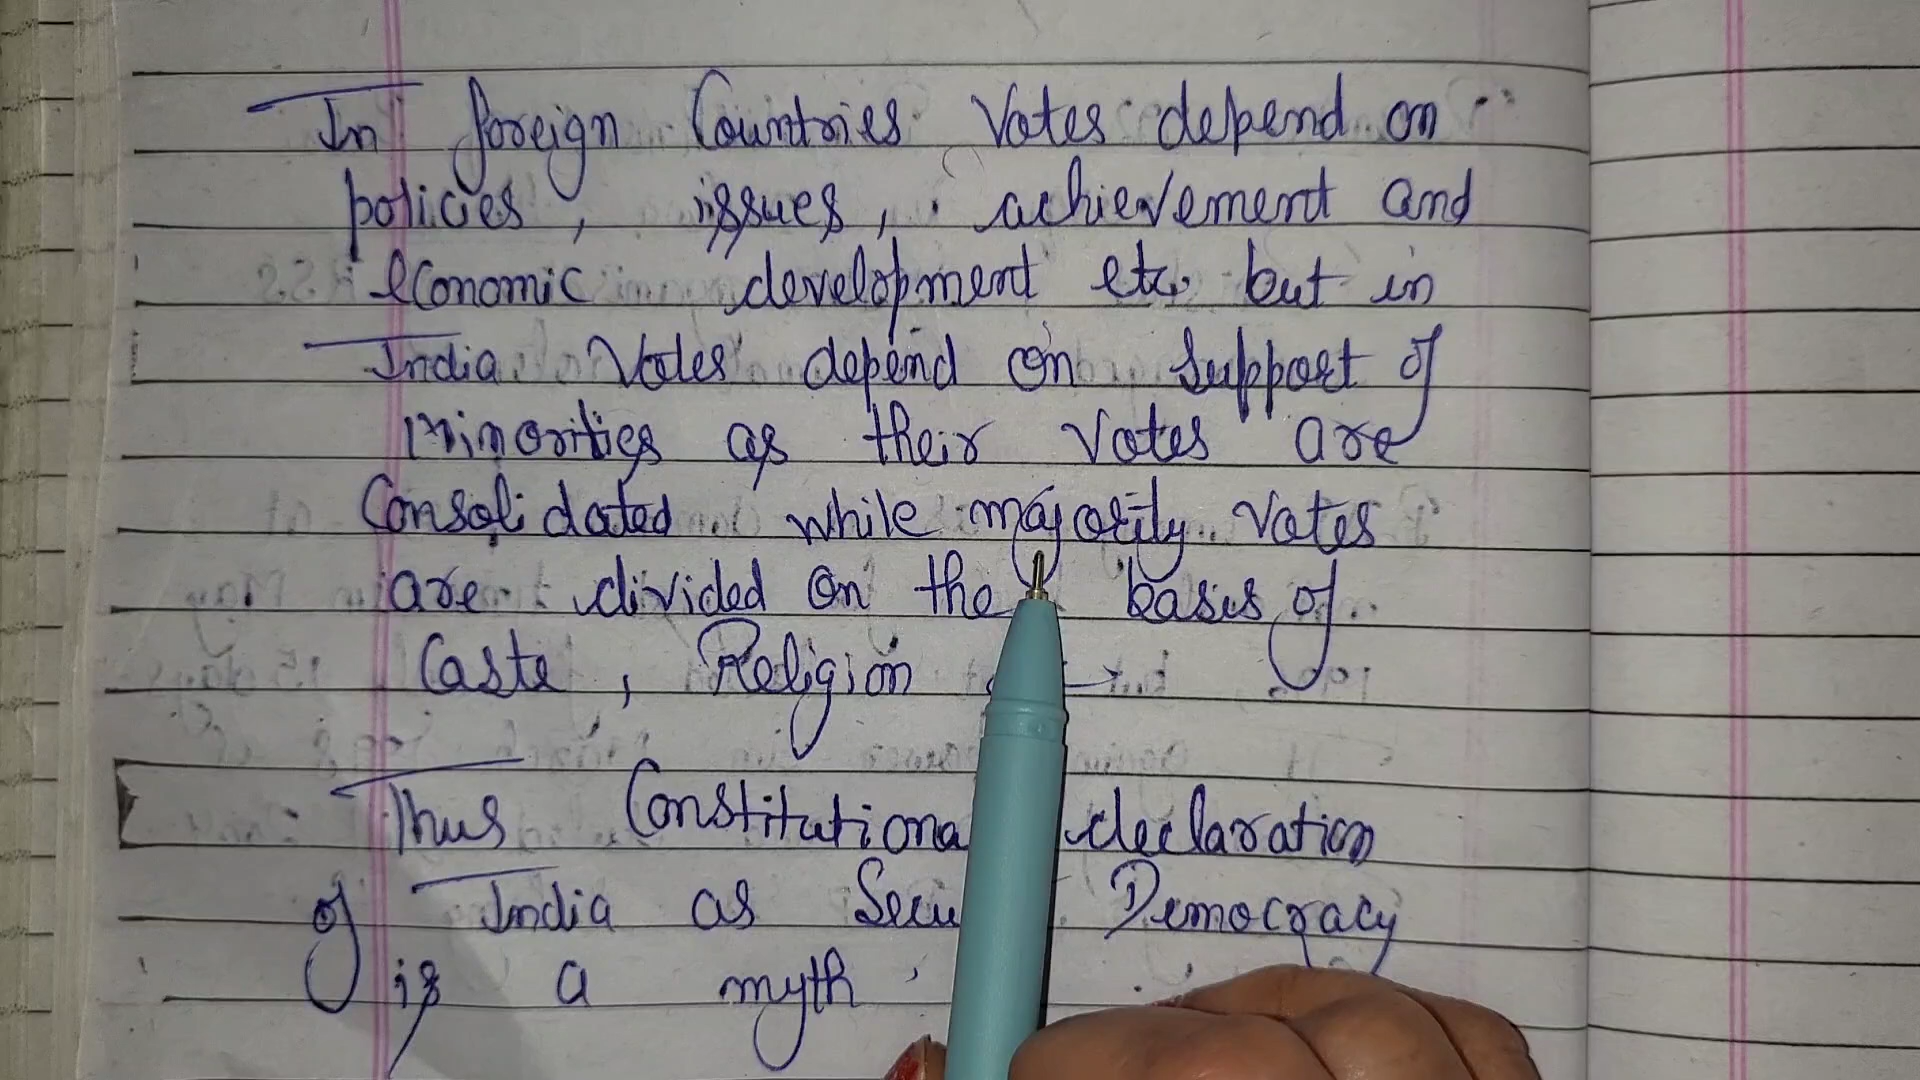 In foreign Countries Votes depend on
policies, issues, achievement and
economic development etc. but in
India Votes depend on Support of
minorities as their Votes are
Consolidated while majority Votes
are divided on the basis of
Caste, Religion
Thus declaration
of India as Democracy
is a myth